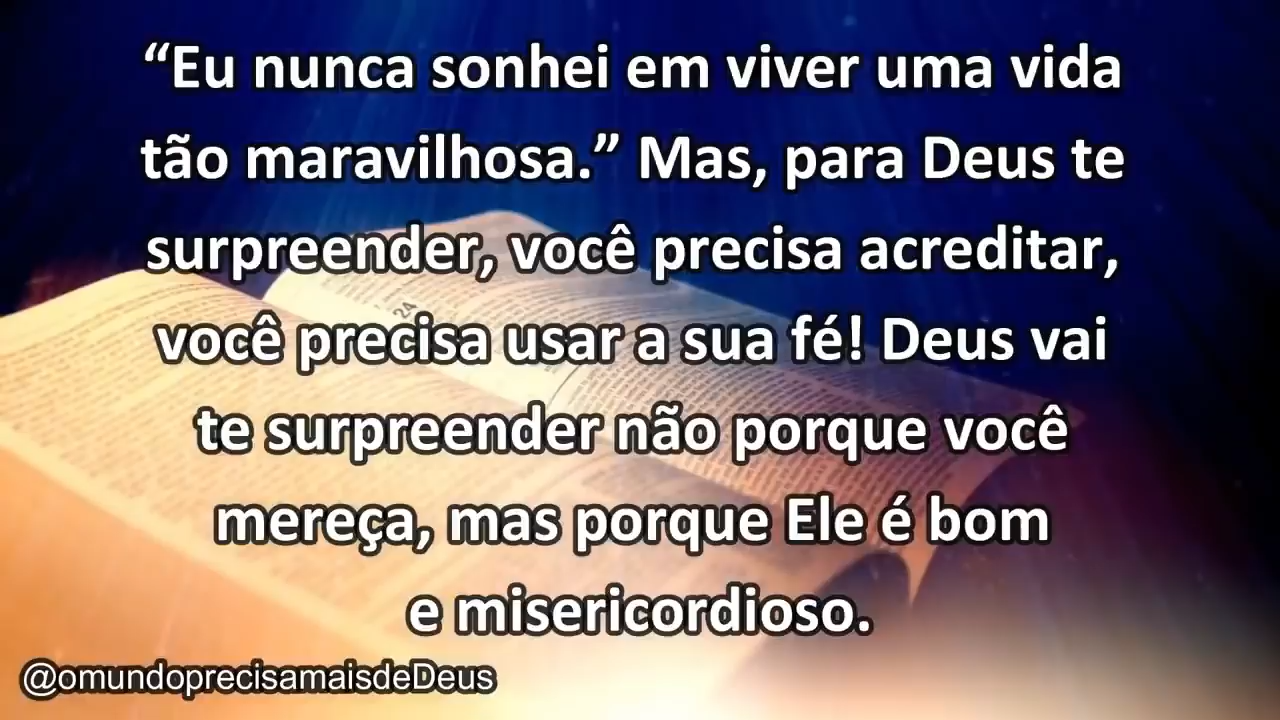 “Eu nunca sonhei em viver uma vida
tão maravilhosa.” Mas, para Deus te
surpreender, você precisa acreditar,
você precisa usar a sua fé! Deus vai
te surpreender não porque você
mereça, mas porque Ele é bom
e misericordioso.
@omundoprecisamaisdeDeus
24